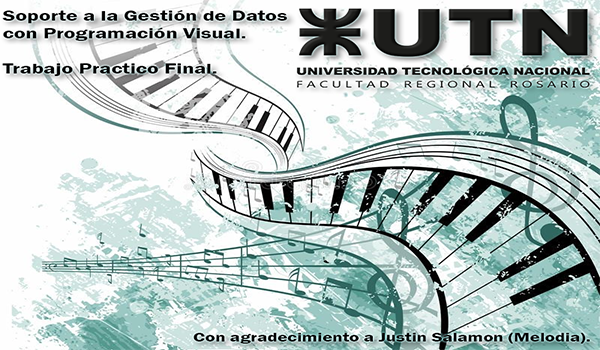 Soporte a la Gestión de Datos
con Programación Visual.
Trabajo Practico Final.
UTN
UNIVERSIDAD TECNOLÓGICA NACIONAL
FACULTAD REGIONAL ROSARIO
Con agradecimiento a Justin Salamon (Melodia).